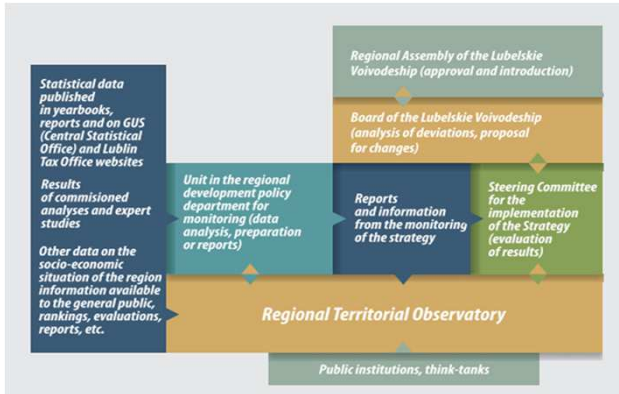 Regional Assembly of the Lubelskie
Voivodeship (approval and introduction)
Statistical data
published
in yearbooks,
reports and on GUS
(Central Statistical
Office) and Lublin
Tax Office websites
Results
of commisioned
analyses and expert
studies
Other data on the
socio-economic
situation of the region
information available
to the general public,
rankings, evaluations,
reports, etc.
Board of the Lubelskie Voivodeship
(analysis of deviations, proposal
for changes)
Unit in the regional
development policy
department for
monitoring (data
analysis, preparation
or reports)
Reports
and information
from the monitoring
of the strategy
Steering Committee
for the
implementation
of the Strategy
(evaluation
of results)
Regional Territorial Observatory
Public institutions, think-tanks